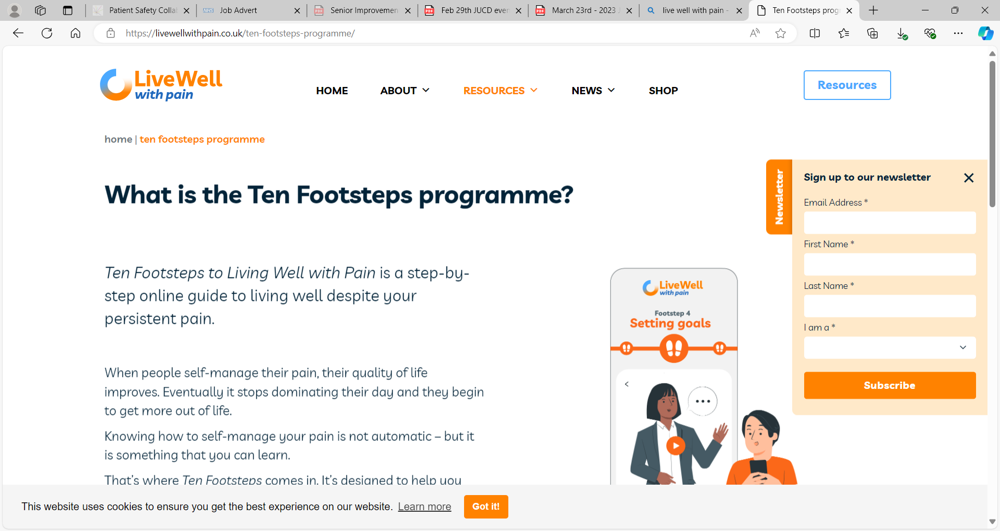 Patient Safety Colla
Job Advert
Senior Improvemen
Feb 29th JUCD even
March 23rd - 2023 J
live well with pain -
Ten Footsteps prog
https://livewellwithpain.co.uk/ten-footsteps-programme/
LiveWell
with pain
HOME
ABOUT
RESOURCES
NEWS
SHOP
Resources
home | ten footsteps programme
What is the Ten Footsteps programme?
Ten Footsteps to Living Well with Pain is a step-by-
step online guide to living well despite your
persistent pain.
When people self-manage their pain, their quality of life
improves. Eventually it stops dominating their day and they begin
to get more out of life.
Knowing how to self-manage your pain is not automatic – but it
is something that you can learn.
That's where Ten Footsteps comes in. It's designed to help you
LiveWell
with pain
Footstep 4
Setting goals
Newsletter
Sign up to our newsletter
Email Address *
First Name *
Last Name *
I am a *
Subscribe
This website uses cookies to ensure you get the best experience on our website. Learn more
Got it!